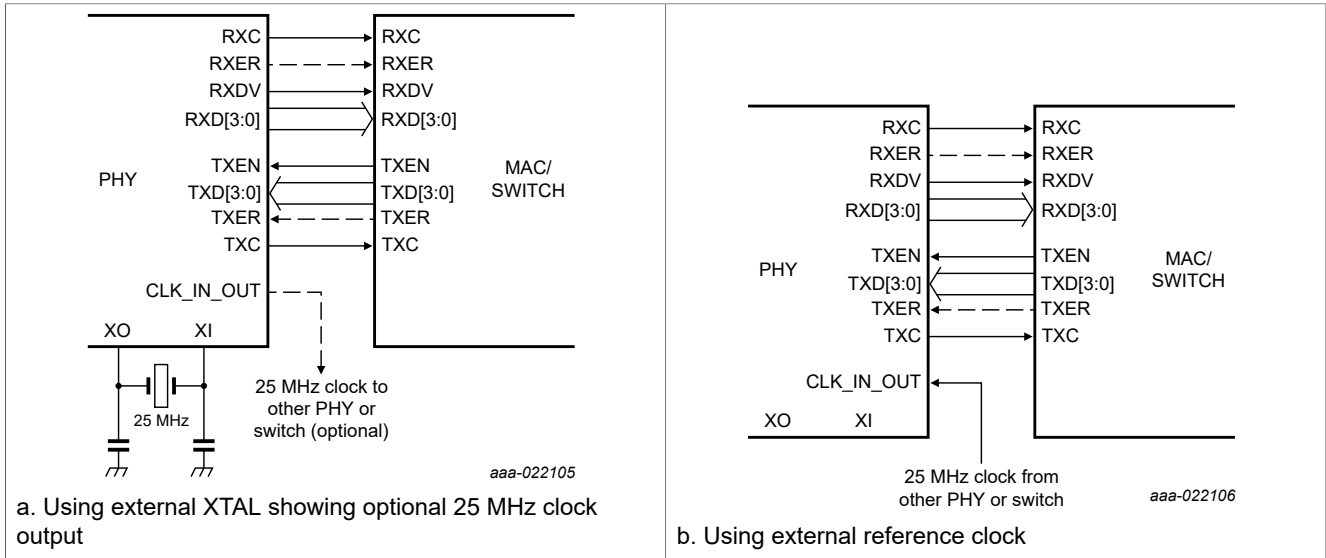 RXC RXC
RXER RXER
RXDV RXDV
RXD[3:0] RXD[3:0]
TXEN TXEN
PHY
MAC/
SWITCH
TXD[3:0] TXD[3:0]
TXER TXER
TXC TXC
CLK_IN_OUT
XO XI
25 MHz
25 MHz clock to
other PHY or
switch (optional)
aaa-022105
a. Using external XTAL showing optional 25 MHz clock
output
RXC RXC
RXER RXER
RXDV RXDV
RXD[3:0] RXD[3:0]
TXEN TXEN
PHY
MAC/
SWITCH
TXD[3:0] TXD[3:0]
TXER TXER
TXC TXC
CLK_IN_OUT
XO XI
25 MHz clock from
other PHY or switch
aaa-022106
b. Using external reference clock